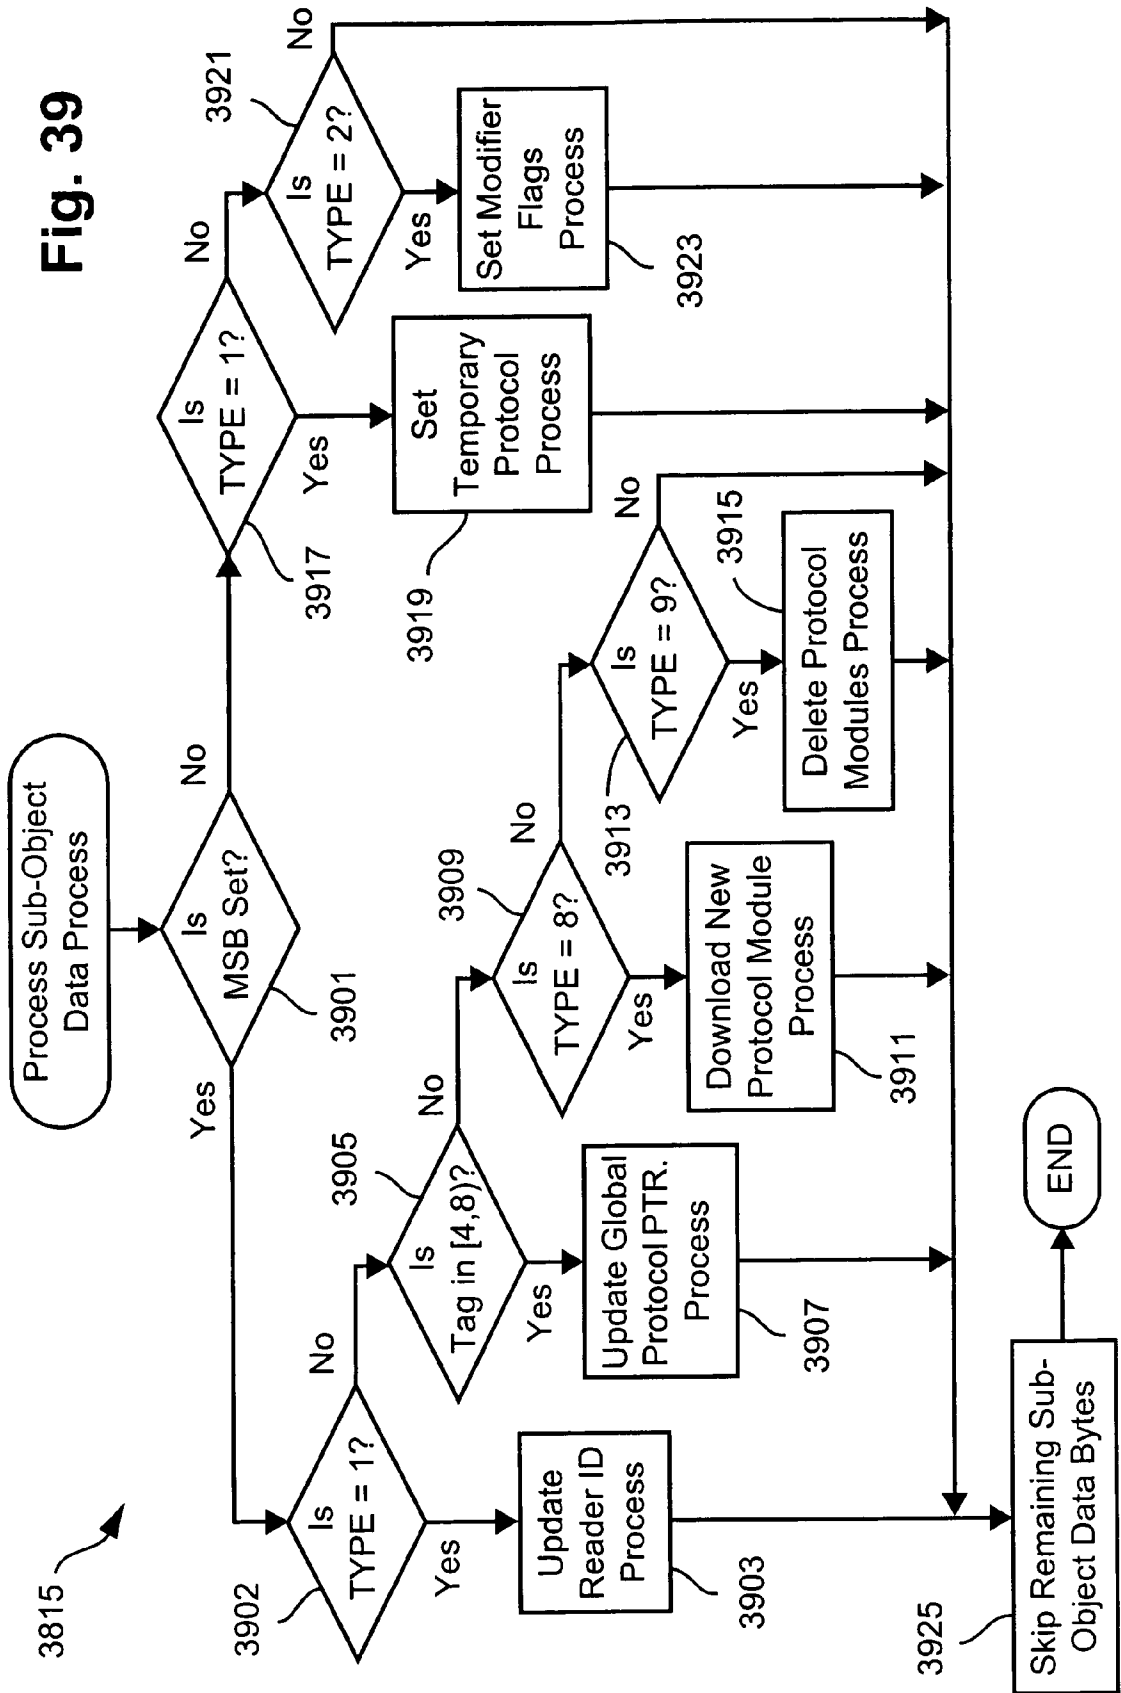 Fig. 39
3815
Process Sub-Object
Data Process
Is
MSB Set?
3901
Yes
No
Is
TYPE = 1?
3902
Yes
No
Update
Reader ID
Process
3903
Is
Tag in [4,8)?
3905
Yes
No
Update Global
Protocol PTR.
Process
3907
Is
TYPE = 8?
3909
Yes
No
Download New
Protocol Module
Process
3911
Is
TYPE = 9?
3913
Yes
No
Delete Protocol
Modules Process
3915
Is
TYPE = 1?
3917
Yes
No
Set
Temporary
Protocol
Process
3919
Is
TYPE = 2?
3921
Yes
No
Set Modifier
Flags
Process
3923
Skip Remaining Sub-
Object Data Bytes
3925
END